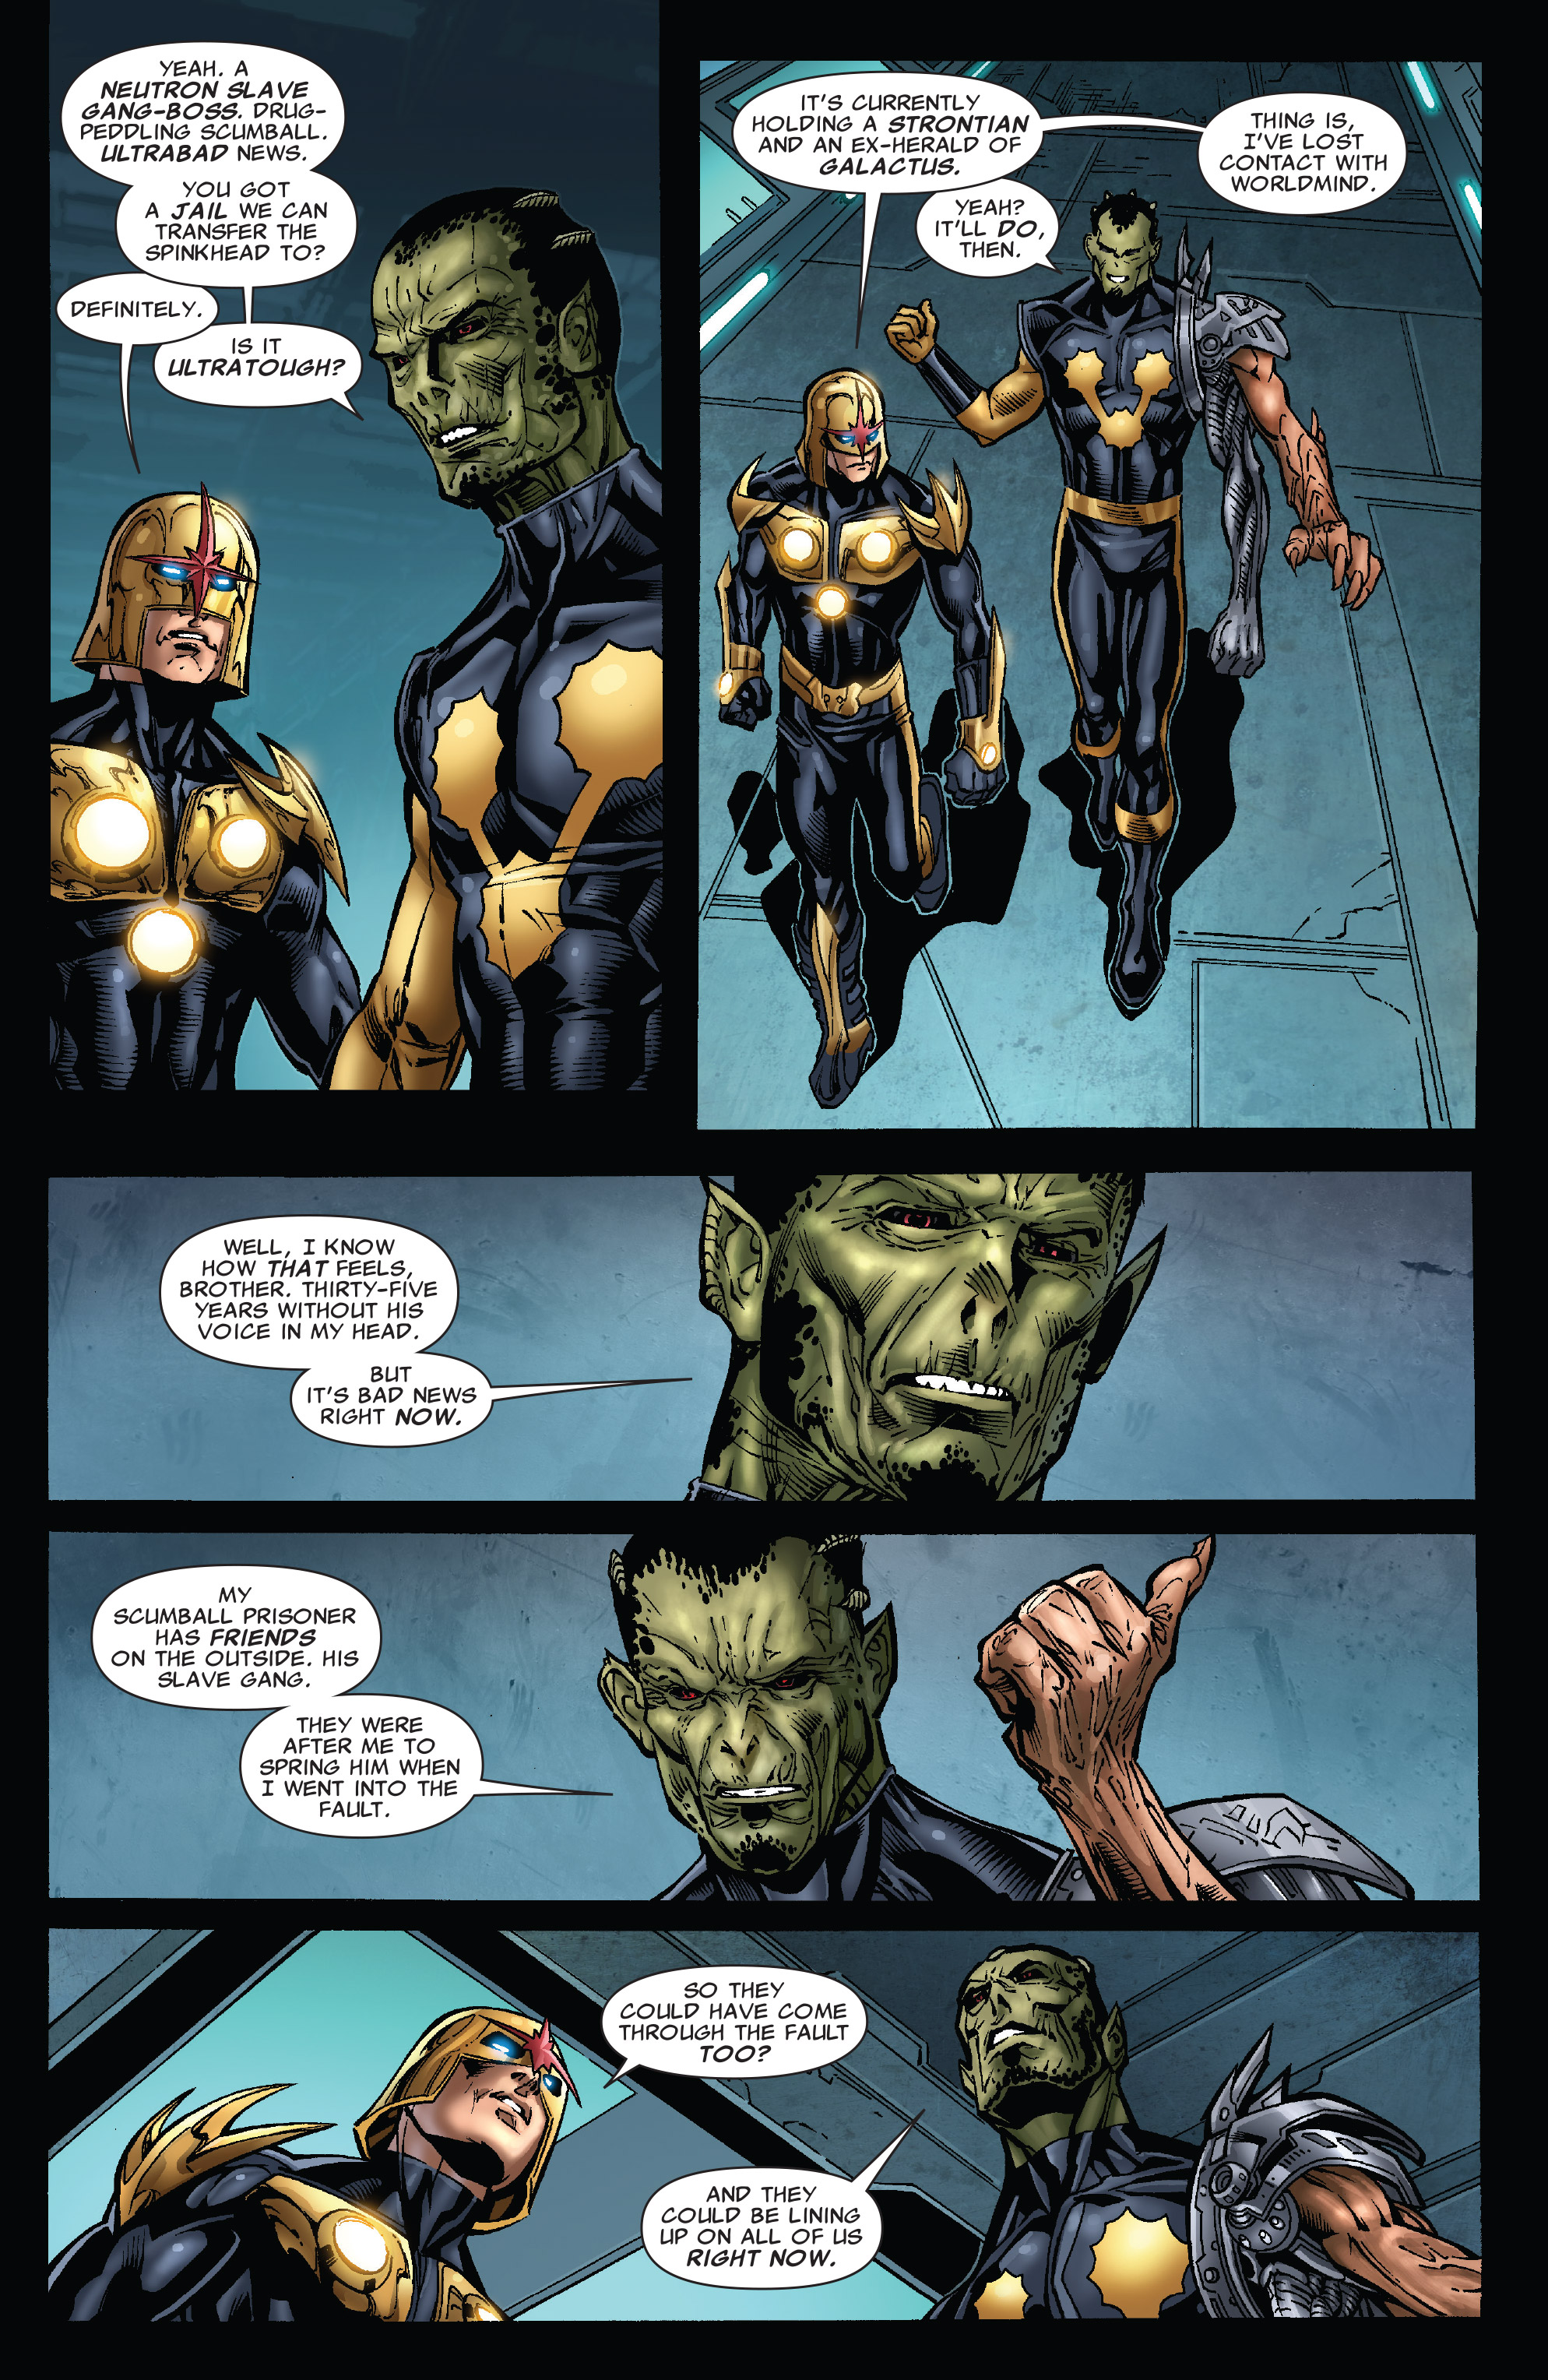 YEAH. A
NEUTRON SLAVE
GANG-BOSS. DRUG-
PEDDLING SCUMBALL.
ULTRABAD NEWS.
YOU GOT
A JAIL WE CAN
TRANSFER THE
SPINKHEAD TO?
DEFINITELY.
IS IT
ULTRATOUGH?
IT'S CURRENTLY
HOLDING A STRONTIAN
AND AN EX-HERALD OF
GALACTUS.
YEAH?
IT'LL DO,
THEN.
THING IS,
I'VE LOST
CONTACT WITH
WORLDMIND.
WELL, I KNOW
HOW THAT FEELS,
BROTHER. THIRTY-FIVE
YEARS WITHOUT HIS
VOICE IN MY HEAD.
BUT
IT'S BAD NEWS
RIGHT NOW.
MY
SCUMBALL PRISONER
HAS FRIENDS
ON THE OUTSIDE. HIS
SLAVE GANG.
THEY WERE
AFTER ME TO
SPRING HIM WHEN
I WENT INTO THE
FAULT.
SO THEY
COULD HAVE COME
THROUGH THE FAULT
TOO?
AND THEY
COULD BE LINING
UP ON ALL OF US
RIGHT NOW.